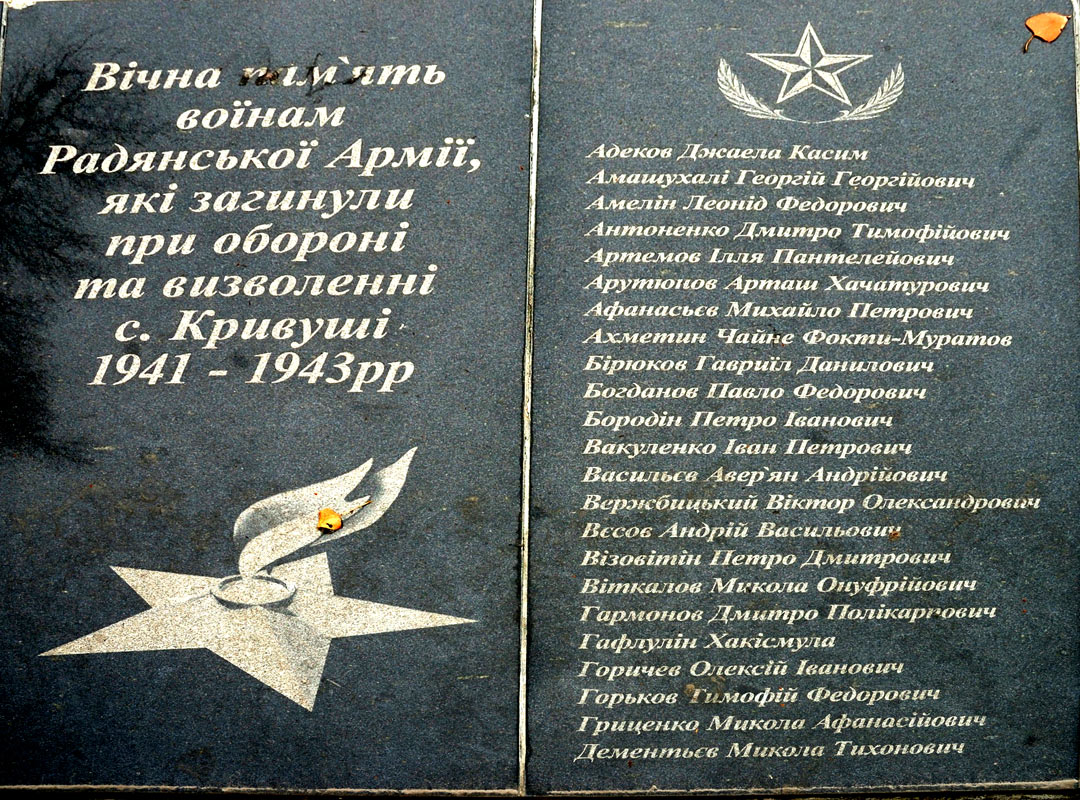 Вічна пам`ять
воїнам
Радянської Армії,
які загинули
при обороні
та визволенні
с. Кривуші
1941 - 1943рр
Адеков Джаела Касим
Амашухалі Георгій Георгійович
Амелін Леонід Федорович
Антоненко Дмитро Тимофійович
Артемов Ілля Пантелейович
Арутюнов Арташ Хачатурович
Афанасьєв Михайло Петрович
Ахметин Чайне Фокти-Муратов
Бірюков Гавриїл Данилович
Богданов Павло Федорович
Бородін Петро Іванович
Вакуленко Іван Петрович
Васильєв Авер`ян Андрійович
Вержбицький Віктор Олександрович
Вєсов Андрій Васильович
Візовітін Петро Дмитрович
Віткалов Микола Онуфрійович
Гармонов Дмитро Полікарпович
Гафлулін Хакісмула
Горичев Олексій Іванович
Горьков Тимофій Федорович
Гриценко Микола Афанасійович
Дементьєв Микола Тихонович